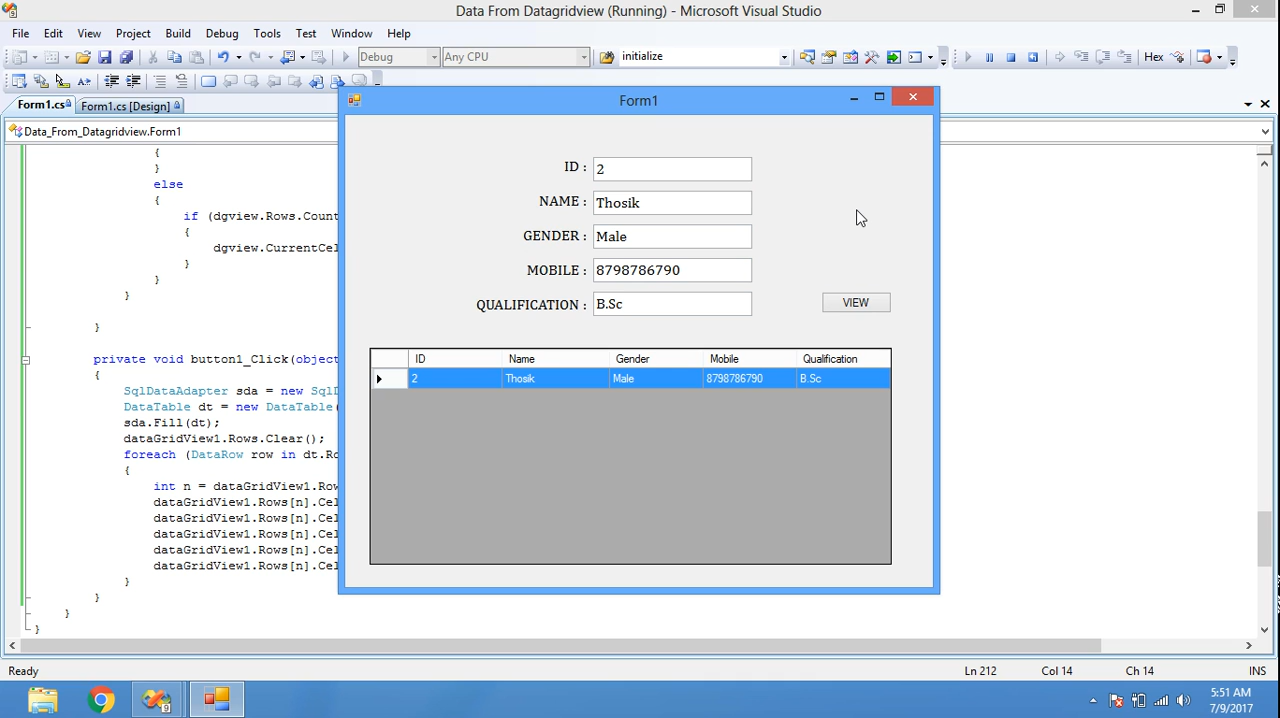 Data From Datagridview (Running) - Microsoft Visual Studio
File Edit View Project Build Debug Tools Test Window Help
Debug Any CPU initialize Hex
Form1.cs Form1.cs [Design]
Data_From_Datagridview.Form1
{
}
else
{
if (dgview.Rows.Count
{
dgview.CurrentCel
}
}
}
}
private void button1_Click(object
{
SqlDataAdapter sda = new SqlD
DataTable dt = new DataTable(
sda.Fill(dt);
dataGridView1.Rows.Clear();
foreach (DataRow row in dt.Ro
{
int n = dataGridView1.Row
dataGridView1.Rows[n].Cel
dataGridView1.Rows[n].Cel
dataGridView1.Rows[n].Cel
dataGridView1.Rows[n].Cel
dataGridView1.Rows[n].Cel
}
}
}
}
Form1
ID : 2
NAME : Thosik
GENDER : Male
MOBILE : 8798786790
QUALIFICATION : B.Sc
VIEW
ID Name Gender Mobile Qualification
2 Thosik Male 8798786790 B.Sc
Ready Ln 212 Col 14 Ch 14 INS
5:51 AM
7/9/2017